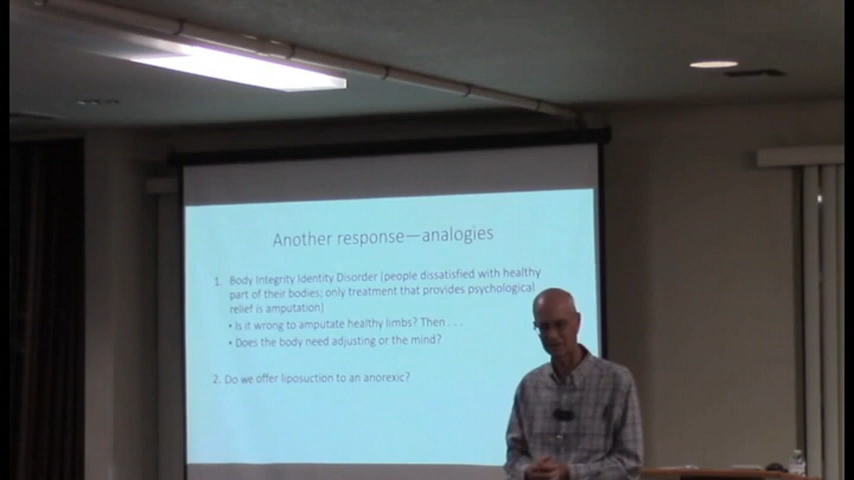 Another response—analogies
1. Body Integrity Identity Disorder (people dissatisfied with healthy
part of their bodies; only treatment that provides psychological
relief is amputation)
• Is it wrong to amputate healthy limbs? Then . . .
• Does the body need adjusting or the mind?
2. Do we offer liposuction to an anorexic?